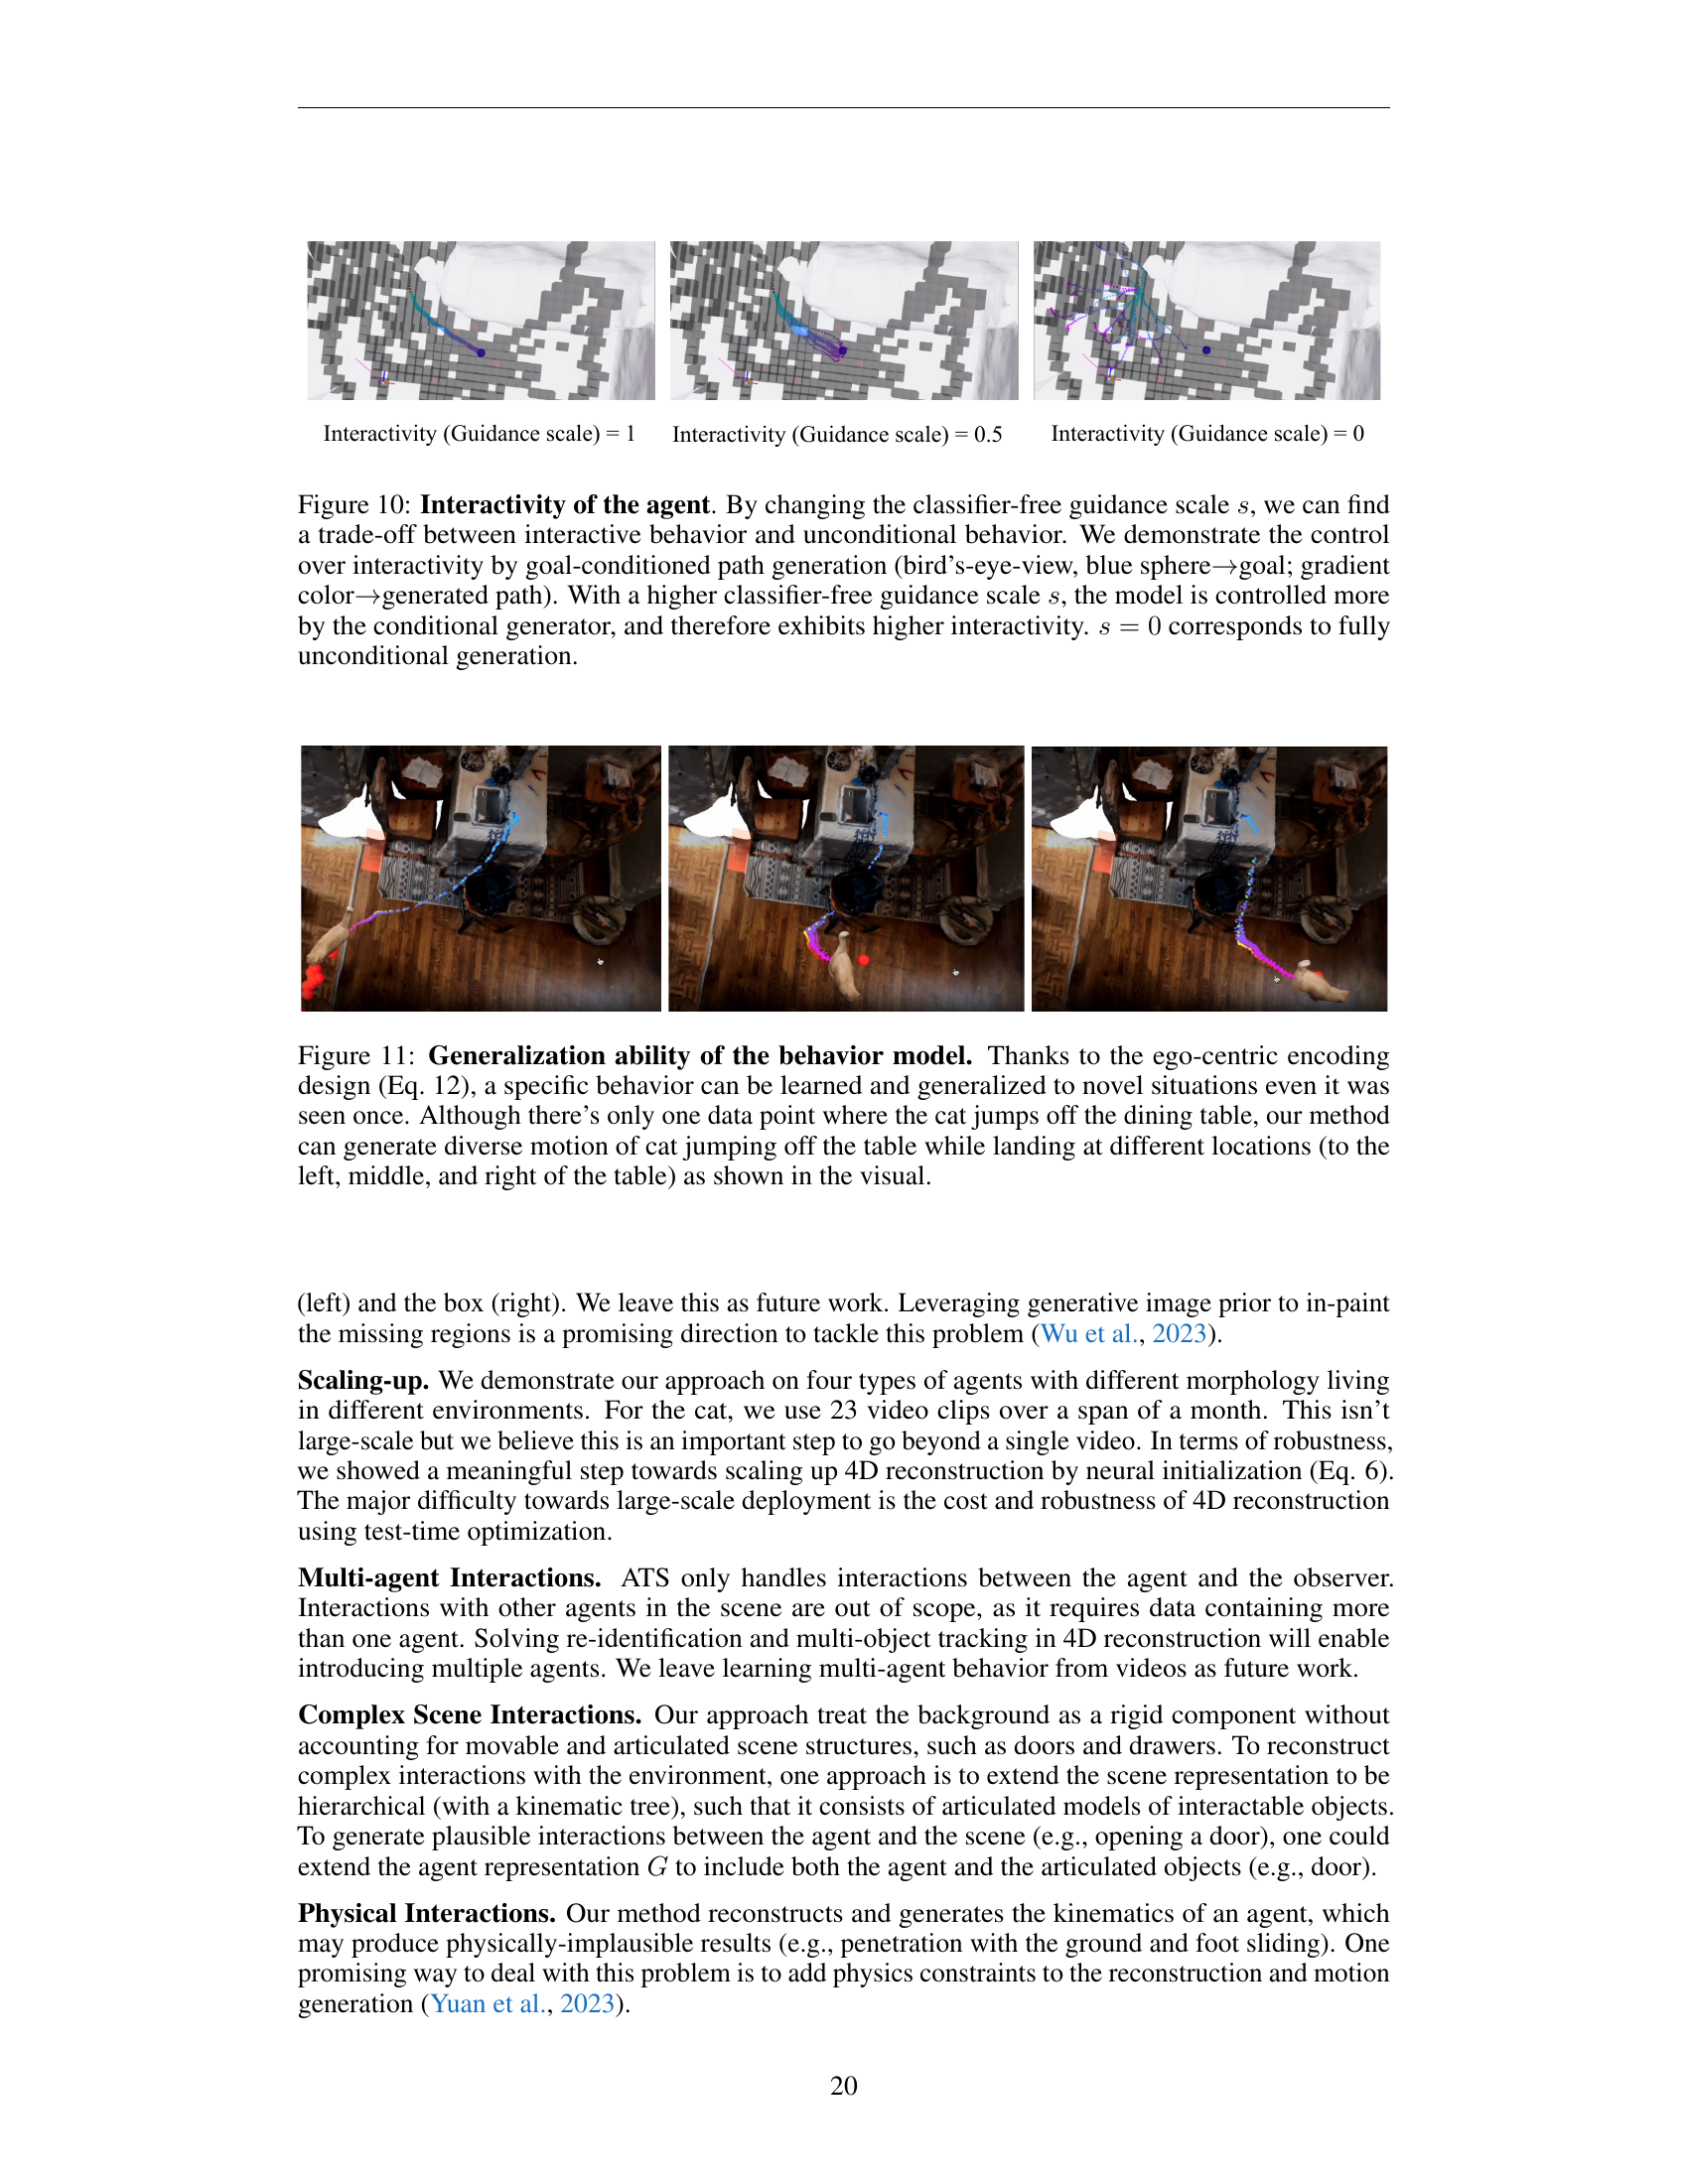 Interactivity (Guidance scale) = 1
Interactivity (Guidance scale) = 0.5
Interactivity (Guidance scale) = 0
Figure 10: Interactivity of the agent. By changing the classifier-free guidance scale s, we can find
a trade-off between interactive behavior and unconditional behavior. We demonstrate the control
over interactivity by goal-conditioned path generation (bird's-eye-view, blue sphere→goal; gradient
color→generated path). With a higher classifier-free guidance scale s, the model is controlled more
by the conditional generator, and therefore exhibits higher interactivity. s = 0 corresponds to fully
unconditional generation.
Figure 11: Generalization ability of the behavior model. Thanks to the ego-centric encoding
design (Eq. 12), a specific behavior can be learned and generalized to novel situations even it was
seen once. Although there's only one data point where the cat jumps off the dining table, our method
can generate diverse motion of cat jumping off the table while landing at different locations (to the
left, middle, and right of the table) as shown in the visual.
(left) and the box (right). We leave this as future work. Leveraging generative image prior to in-paint
the missing regions is a promising direction to tackle this problem (Wu et al., 2023).
Scaling-up. We demonstrate our approach on four types of agents with different morphology living
in different environments. For the cat, we use 23 video clips over a span of a month. This isn't
large-scale but we believe this is an important step to go beyond a single video. In terms of robustness,
we showed a meaningful step towards scaling up 4D reconstruction by neural initialization (Eq. 6).
The major difficulty towards large-scale deployment is the cost and robustness of 4D reconstruction
using test-time optimization.
Multi-agent Interactions. ATS only handles interactions between the agent and the observer.
Interactions with other agents in the scene are out of scope, as it requires data containing more
than one agent. Solving re-identification and multi-object tracking in 4D reconstruction will enable
introducing multiple agents. We leave learning multi-agent behavior from videos as future work.
Complex Scene Interactions. Our approach treat the background as a rigid component without
accounting for movable and articulated scene structures, such as doors and drawers. To reconstruct
complex interactions with the environment, one approach is to extend the scene representation to be
hierarchical (with a kinematic tree), such that it consists of articulated models of interactable objects.
To generate plausible interactions between the agent and the scene (e.g., opening a door), one could
extend the agent representation G to include both the agent and the articulated objects (e.g., door).
Physical Interactions. Our method reconstructs and generates the kinematics of an agent, which
may produce physically-implausible results (e.g., penetration with the ground and foot sliding). One
promising way to deal with this problem is to add physics constraints to the reconstruction and motion
generation (Yuan et al., 2023).
20